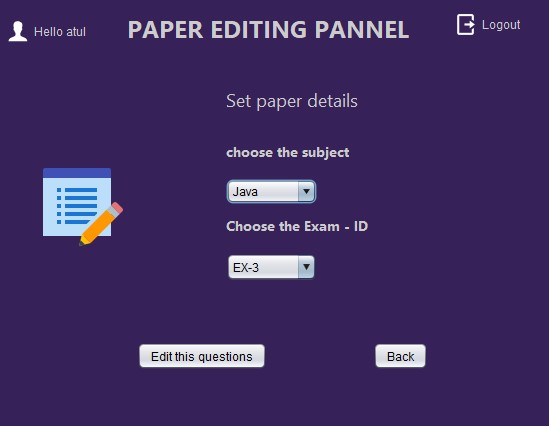 Hello atul
PAPER EDITING PANNEL
Logout
Set paper details
choose the subject
Java
Choose the Exam - ID
EX-3
Edit this questions
Back